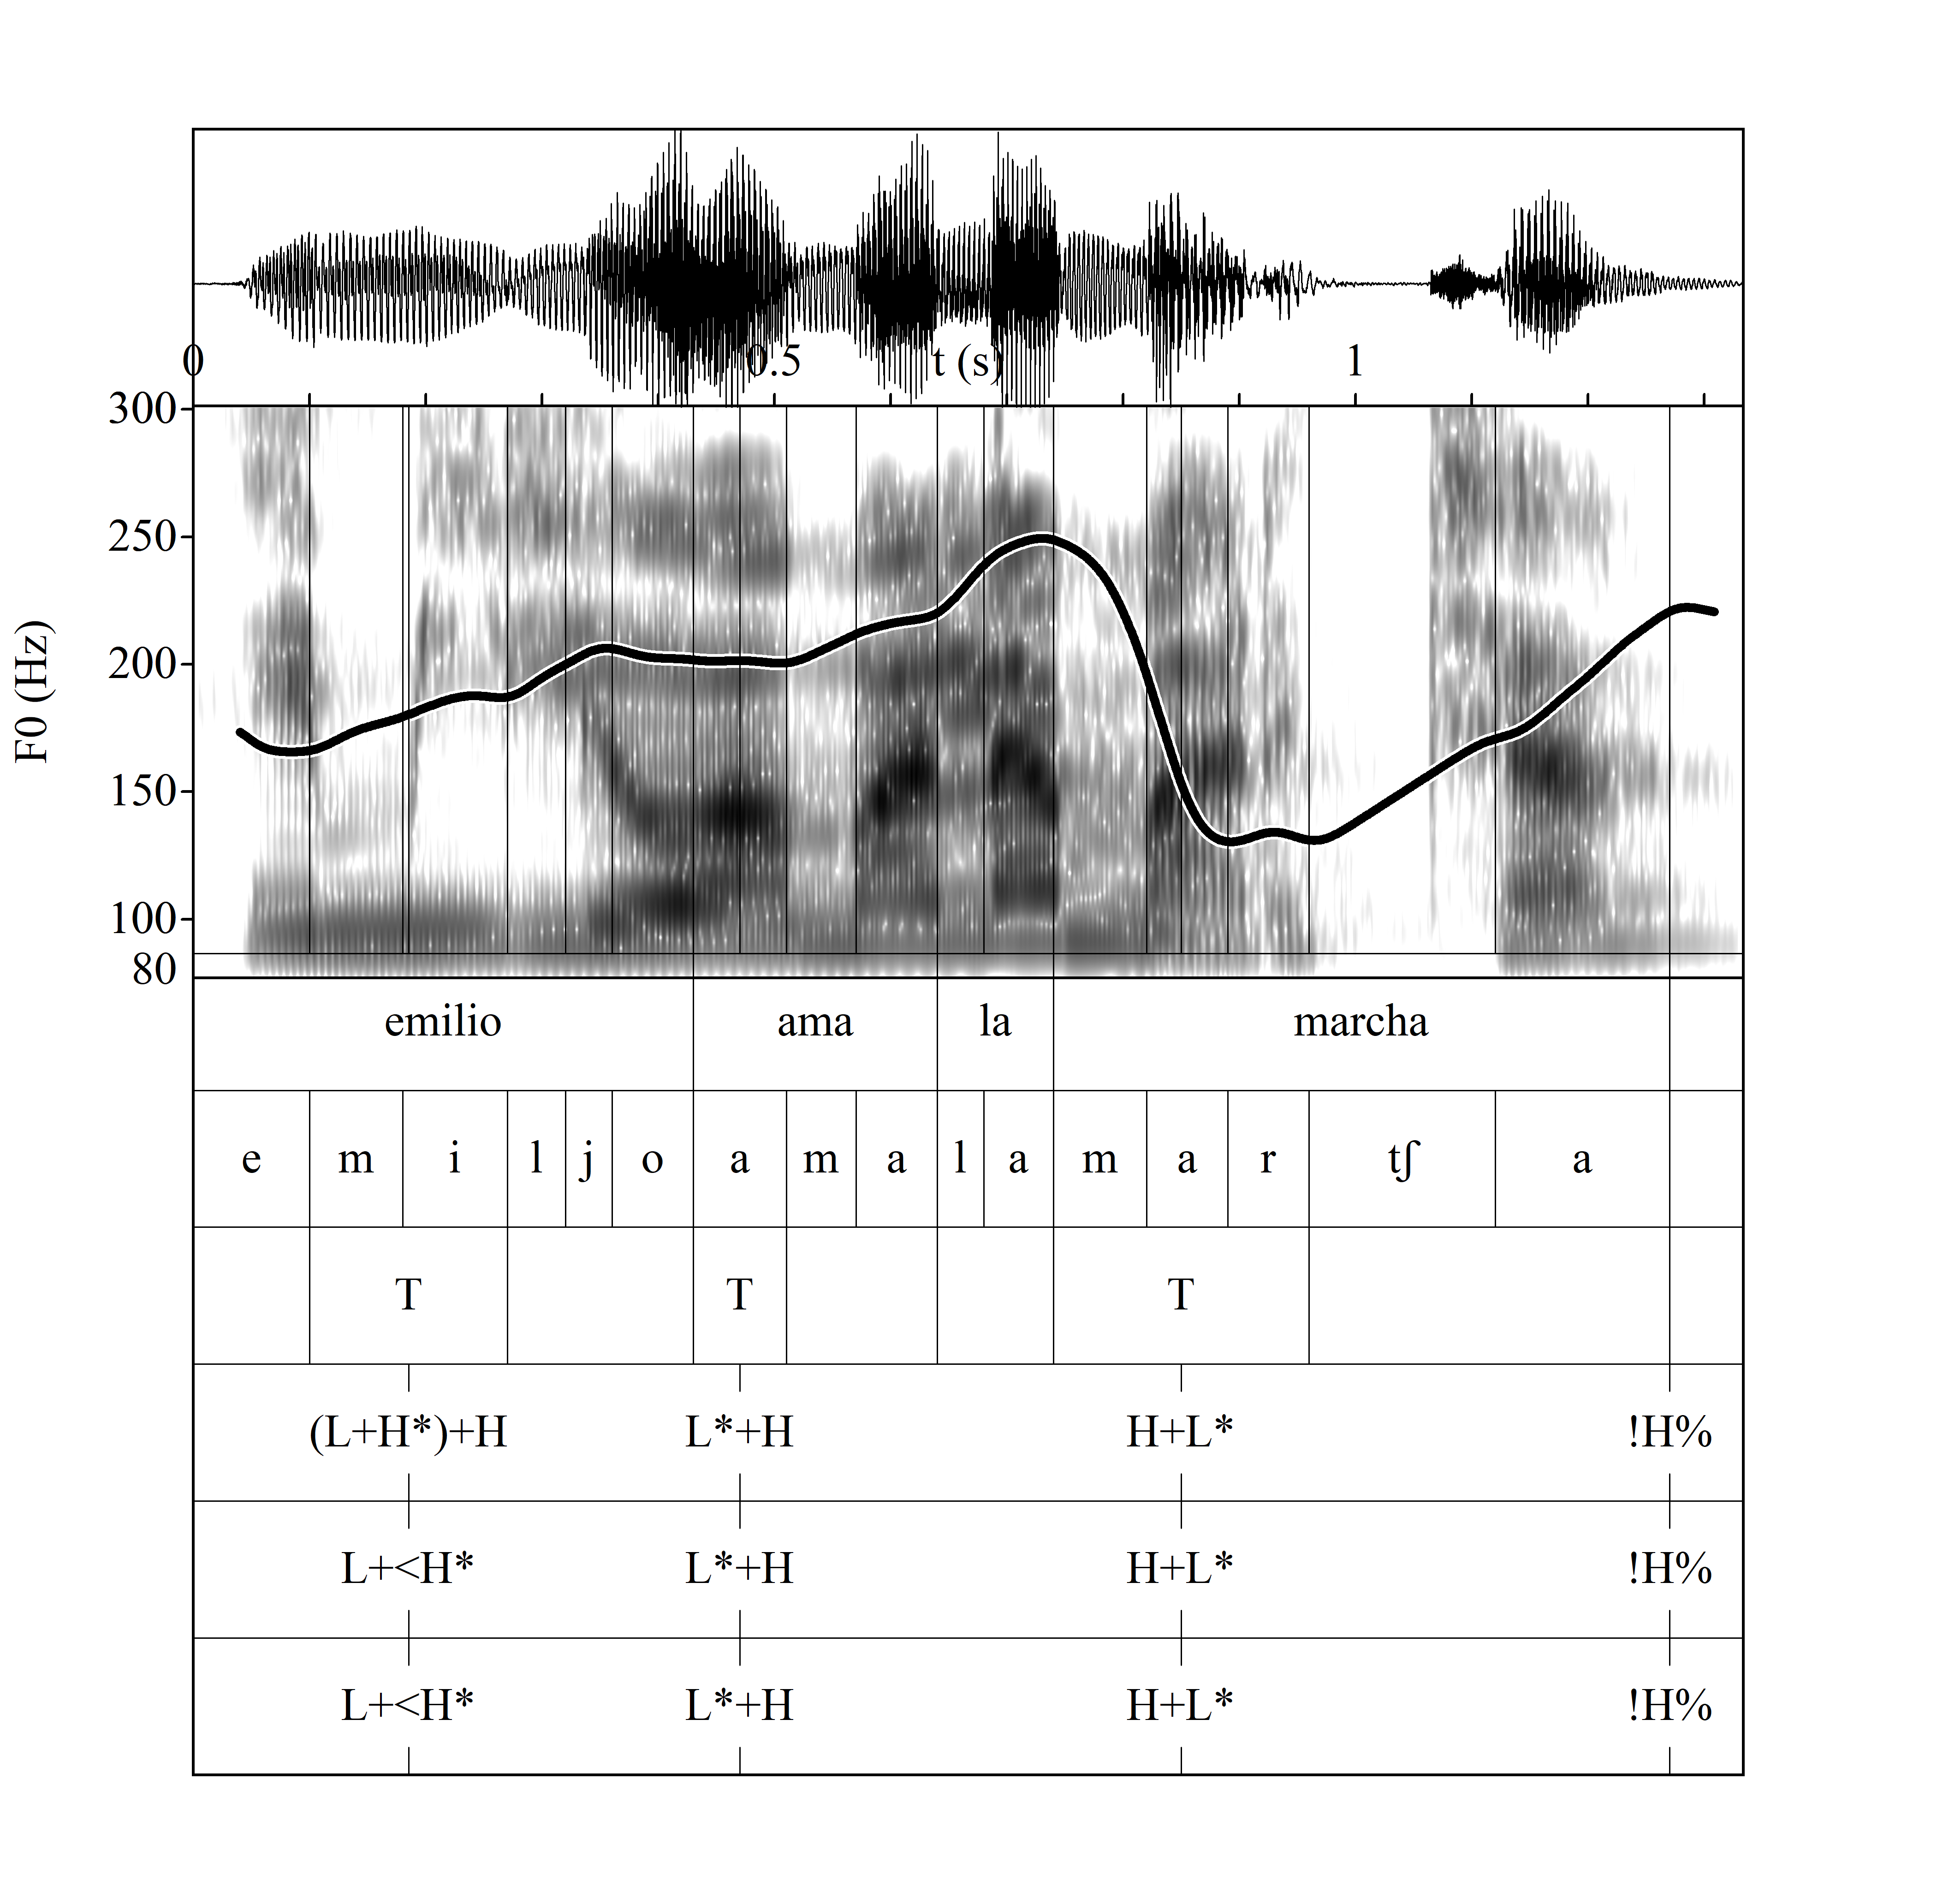 0 0.5 t (s) 1
300
250
200
150
100
80
F0 (Hz)
emilio ama la marcha
e m i l j o a m a l a m a r tʃ a
T T T
(L+H*)+H L*+H H+L* !H%
L+<H* L*+H H+L* !H%
L+<H* L*+H H+L* !H%